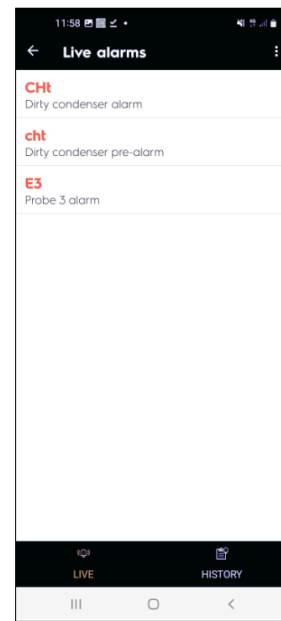 11:58
Live alarms
CHt
Dirty condenser alarm
cht
Dirty condenser pre-alarm
E3
Probe 3 alarm
LIVE
HISTORY